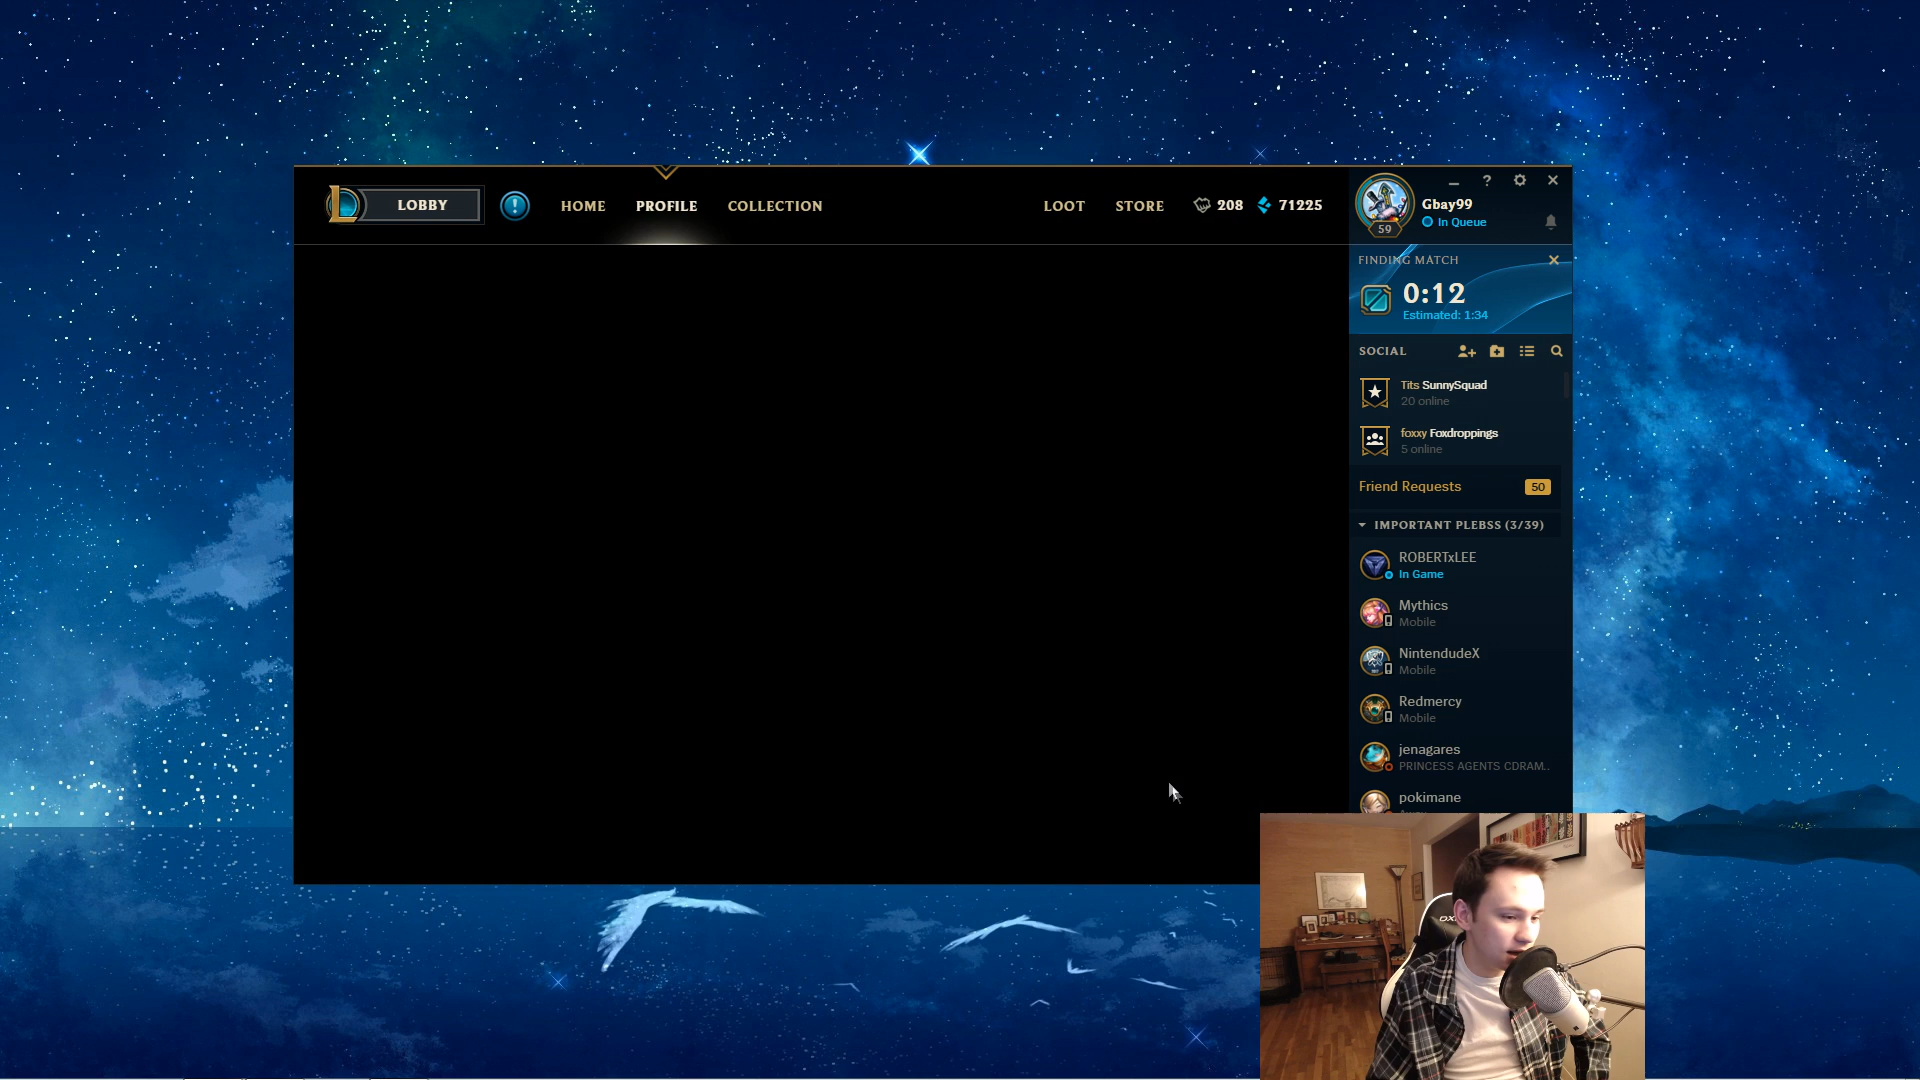 LOBBY
HOME
PROFILE
COLLECTION
LOOT
STORE
208
71225
59
Gbay99
In Queue
FINDING MATCH
0:12
Estimated: 1:34
SOCIAL
Tits SunnySquad
20 online
foxxy Foxdroppings
5 online
Friend Requests
50
IMPORTANT PLEBSS (3/39)
ROBERTxLEE
In Game
Mythics
Mobile
NintendudeX
Mobile
Redmercy
Mobile
jenagares
PRINCESS AGENTS CDRAM...
pokimane